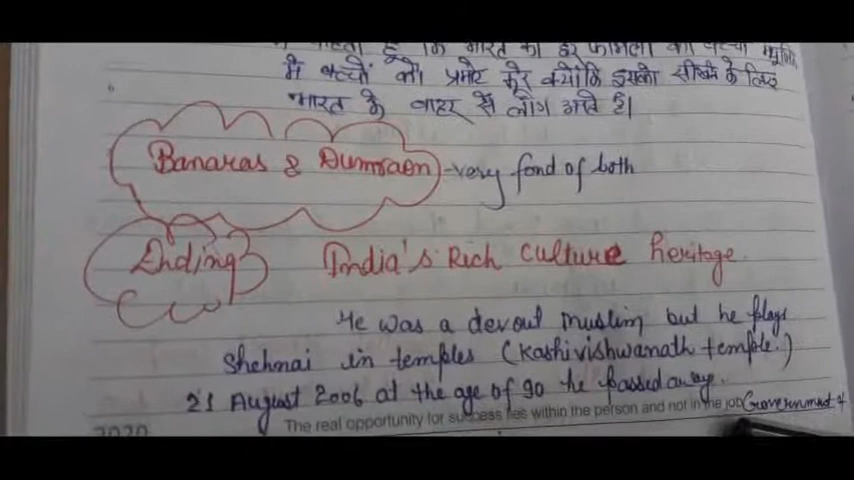 भारत का हर
में बच्चों को प्रमोट करें क्योंकि इसको सीखने के लिए
भारत के बाहर से लोग आते है।
Banaras & Dumraon - very fond of both
Ending India's Rich culture heritage.
He was a devout muslim but he plays
Shehnai in temples (Kashivishwanath temple.)
21 August 2006 at the age of 90 he passed away.
The real opportunity for success lies within the person and not in the job Government of
2020